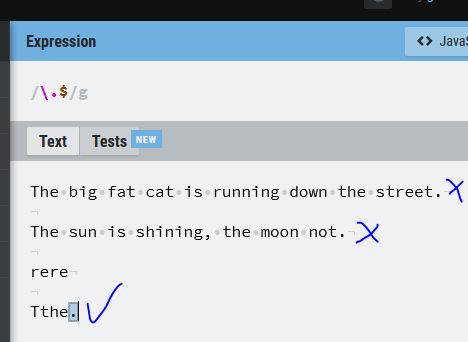 Expression
<> Java
/\.$/g
Text Tests NEW
The big fat cat is running down the street.
The sun is shining, the moon not.
rere
Tthe.